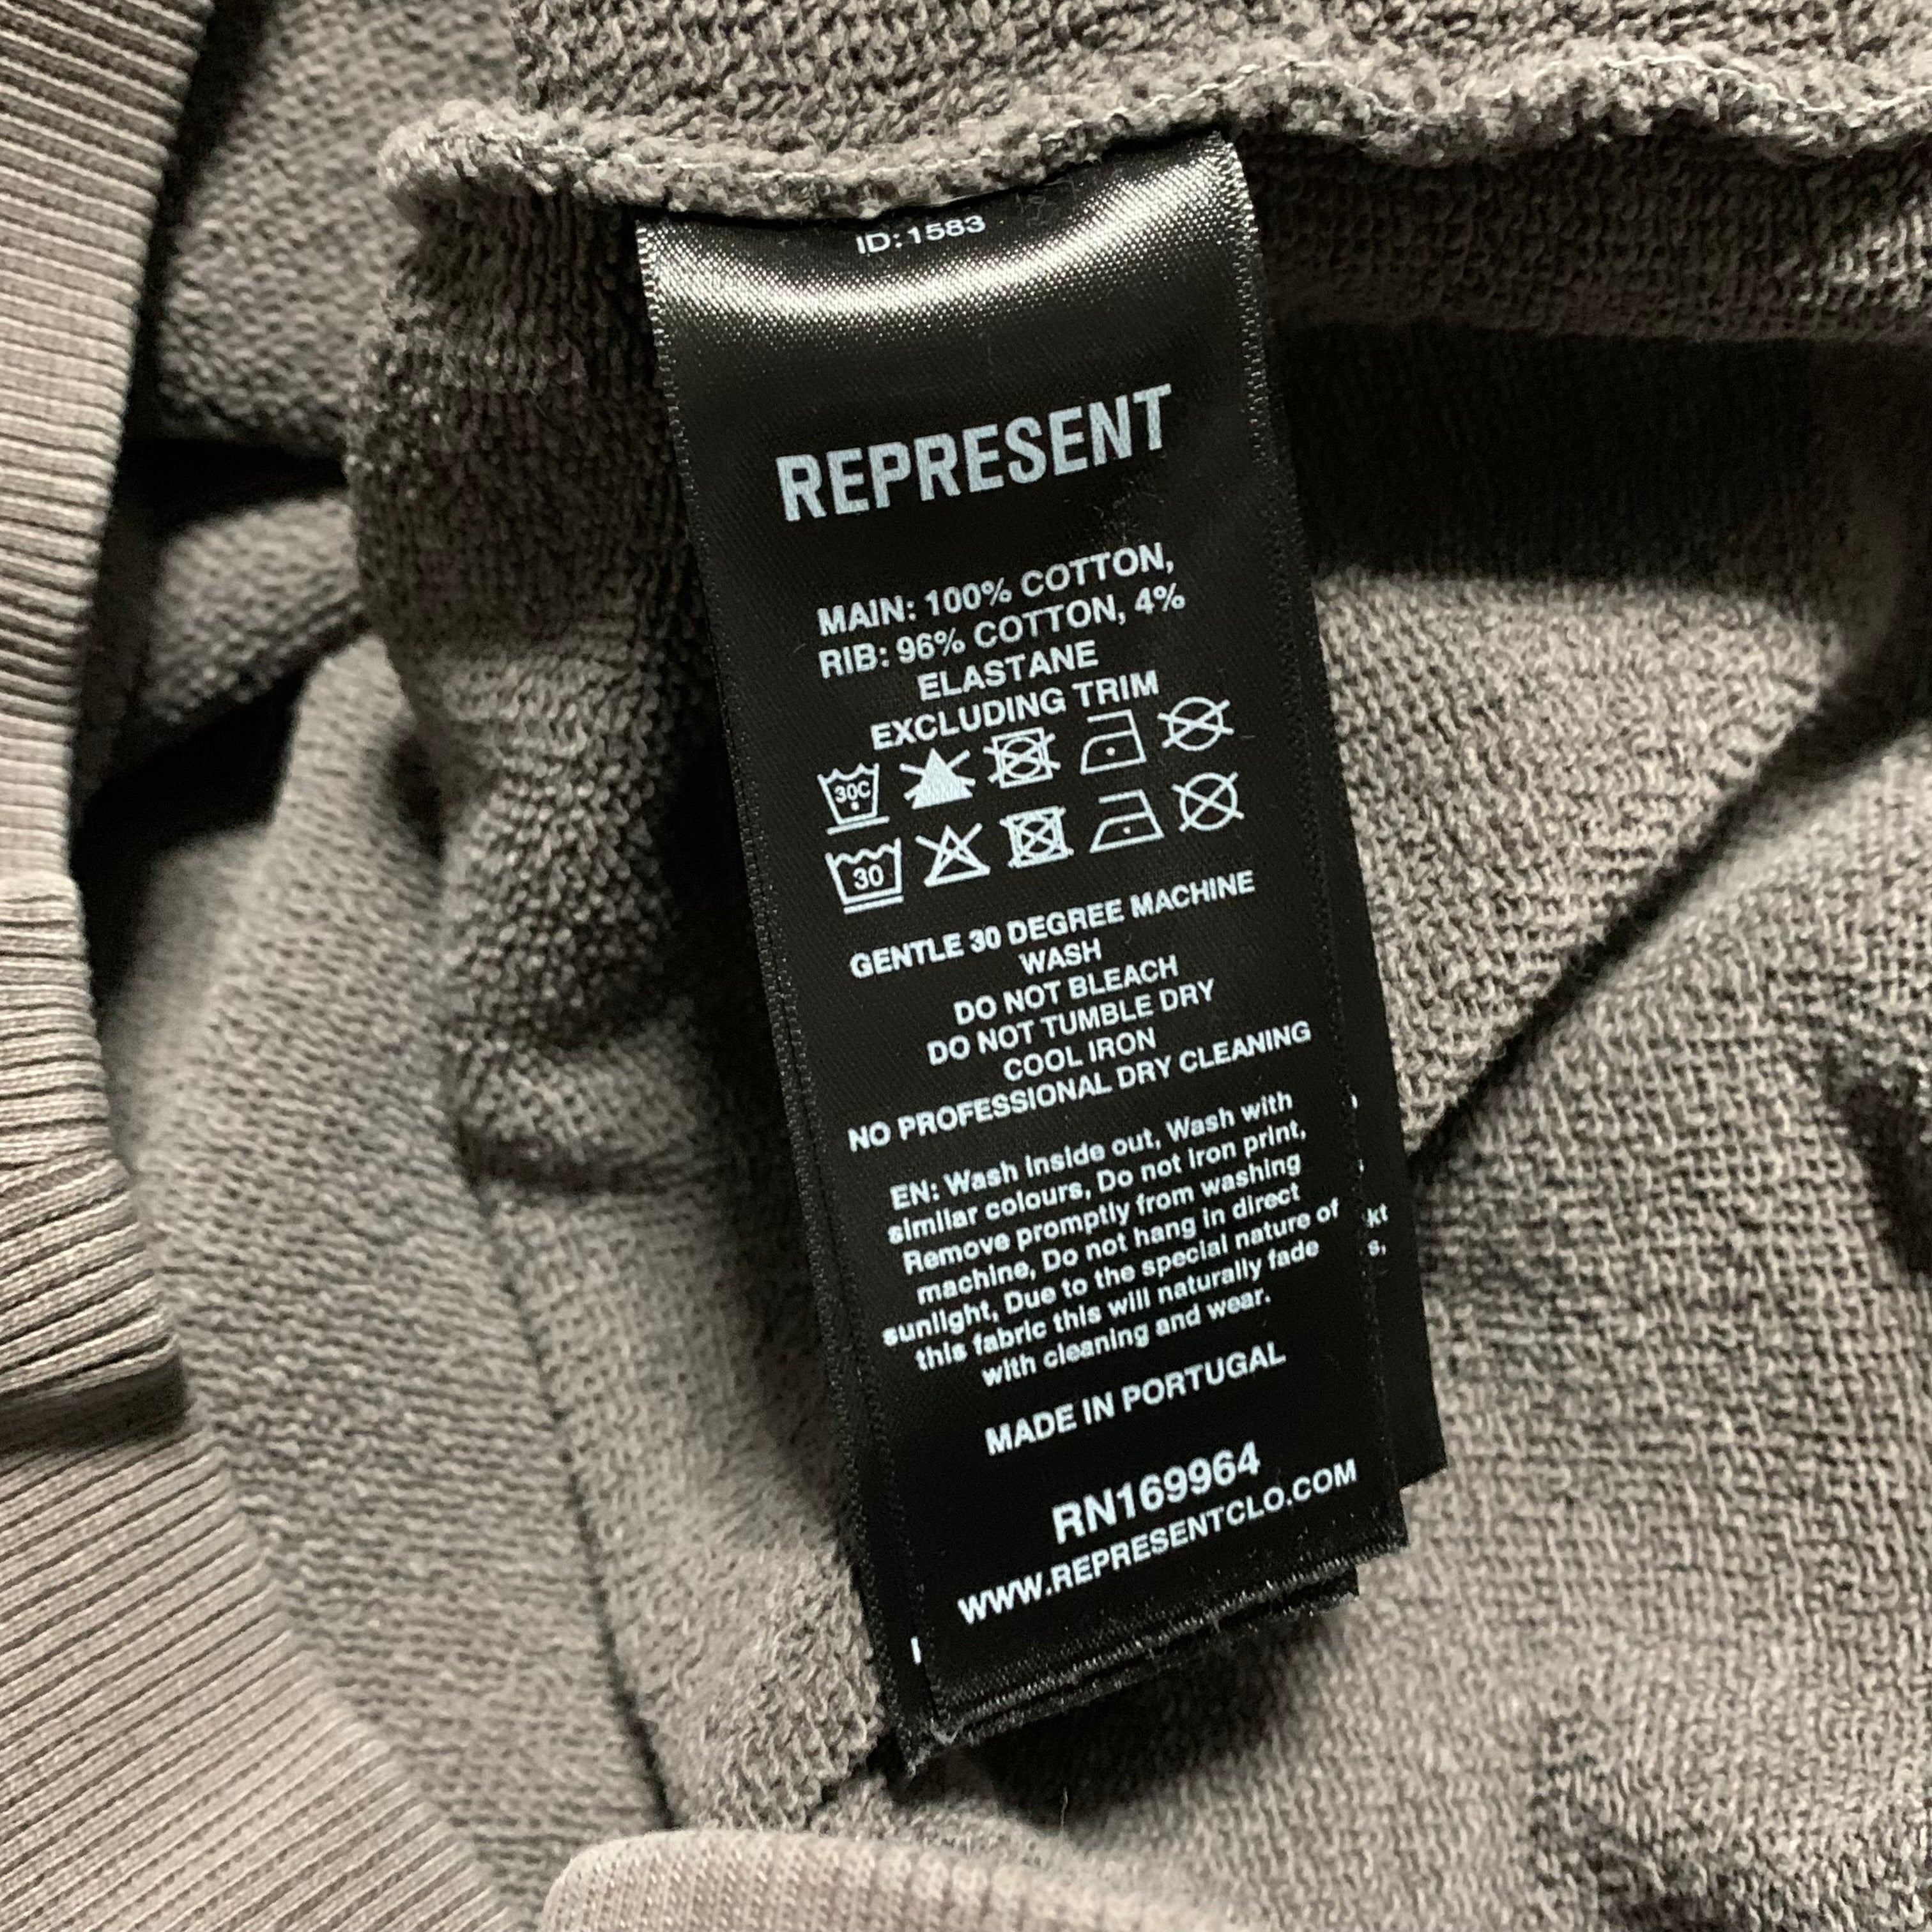 ID:1583
REPRESENT
MAIN: 100% COTTON,
RIB: 96% COTTON, 4%
ELASTANE
EXCLUDING TRIM
30C
30
GENTLE 30 DEGREE MACHINE
WASH
DO NOT BLEACH
DO NOT TUMBLE DRY
COOL IRON
NO PROFESSIONAL DRY CLEANING
EN: Wash inside out, Wash with
similar colours, Do not iron print,
Remove promptly from washing
machine, Do not hang in direct
sunlight, Due to the special nature of
this fabric this will naturally fade
with cleaning and wear.
kt
s,
MADE IN PORTUGAL
RN169964
WWW.REPRESENTCLO.COM